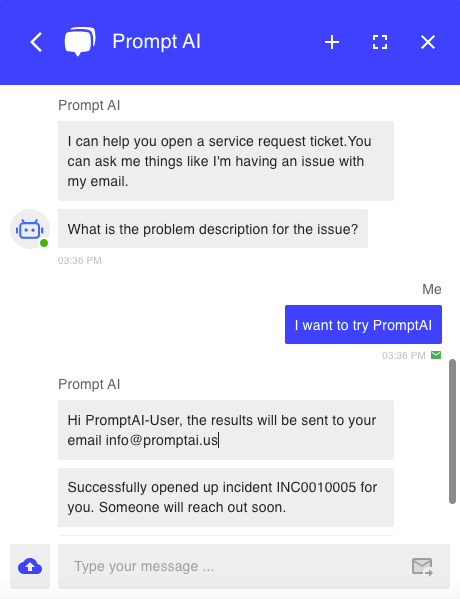 Prompt AI
Prompt AI
I can help you open a service request ticket.You
can ask me things like I'm having an issue with
my email.
What is the problem description for the issue?
03:36 PM
Me
I want to try PromptAI
03:36 PM
Prompt AI
Hi PromptAI-User, the results will be sent to your
email info@promptai.us
Successfully opened up incident INC0010005 for
you. Someone will reach out soon.
Type your message ...